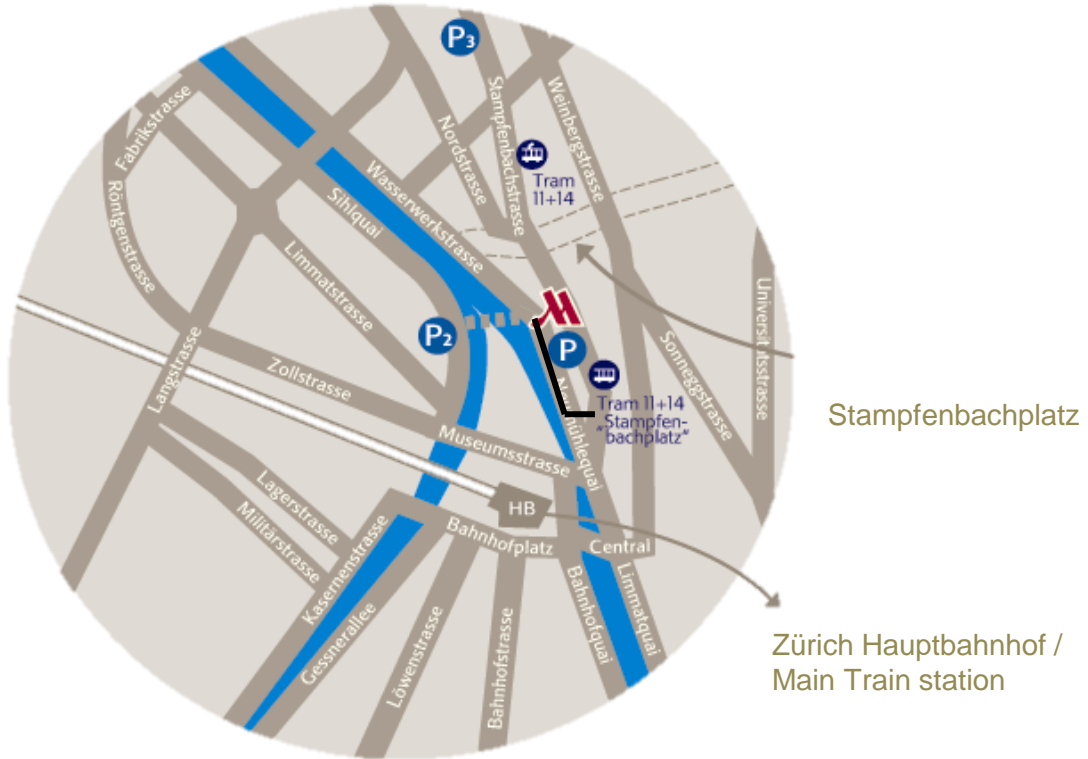 P3
Fabrikstrasse
Röntgenstrasse
Stampfenbachstrasse
Weinbergstrasse
Nordstrasse
Tram
11+14
Wasserwerkstrasse
Sihlquai
Limmatstrasse
Universitätsstrasse
P2
P
Langstrasse
Zollstrasse
Sonneggstrasse
Neumühlequai
Tram 11+14
"Stampfen-
bachplatz"
Stampfenbachplatz
Museumsstrasse
Lagerstrasse
Militärstrasse
HB
Bahnhofplatz
Central
Kasernenstrasse
Gessnerallee
Löwenstrasse
Bahnhofstrasse
Bahnhofquai
Limmatquai
Zürich Hauptbahnhof /
Main Train station